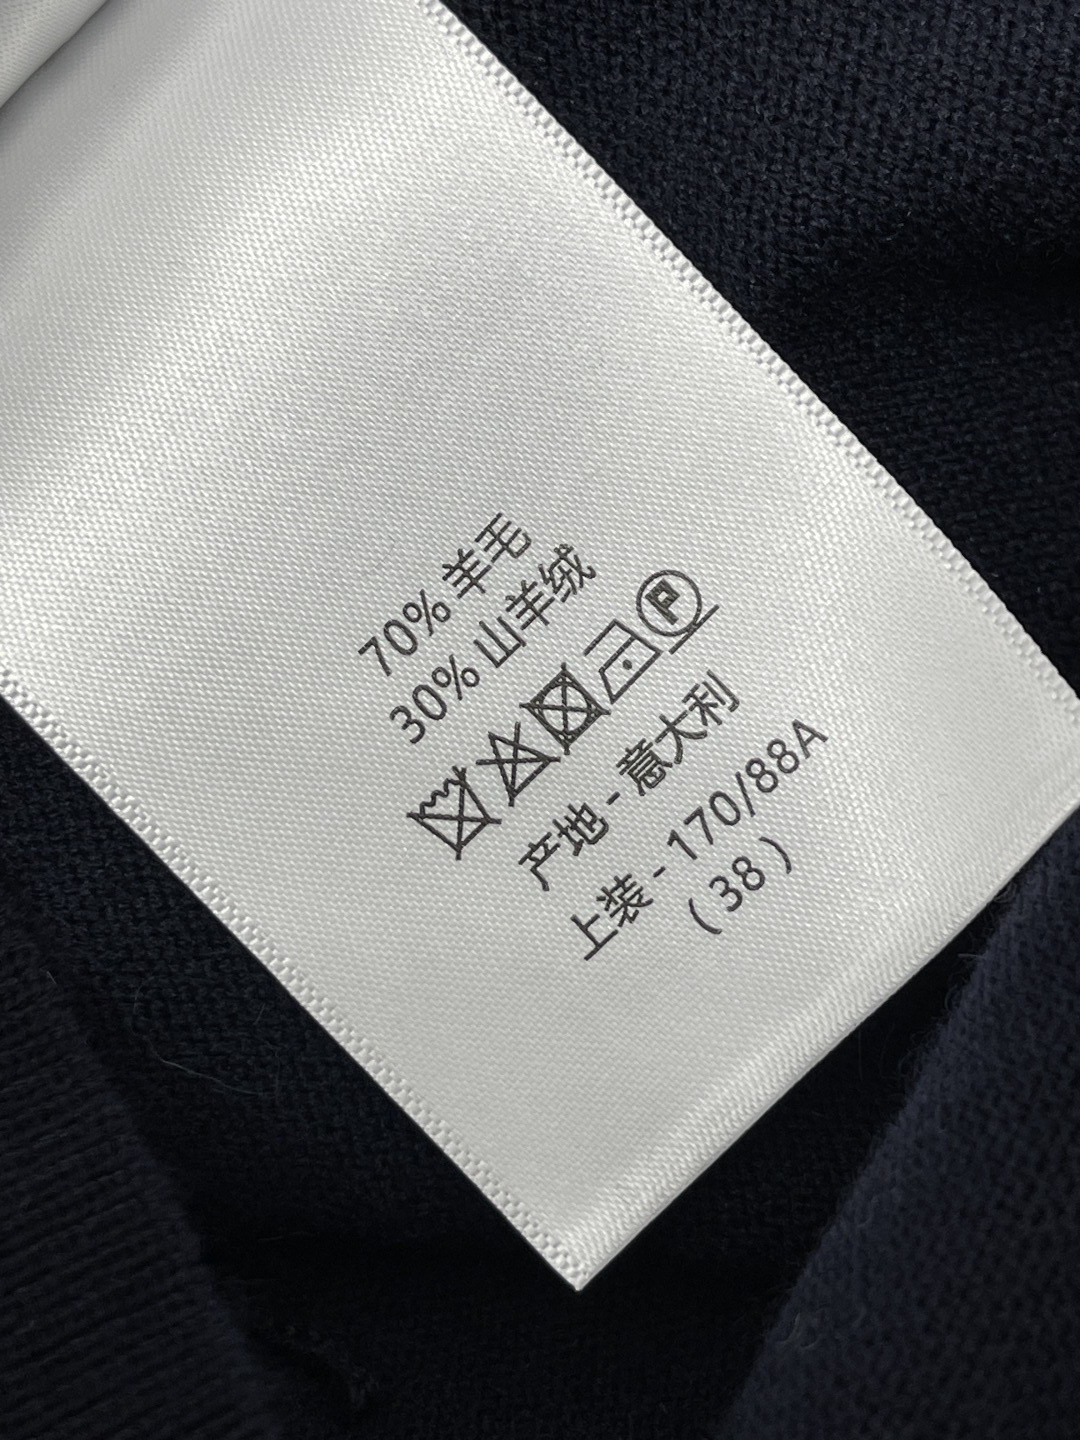 70% 羊毛
30% 山羊绒
P
产地 - 意大利
上装 - 170/88A
(38)